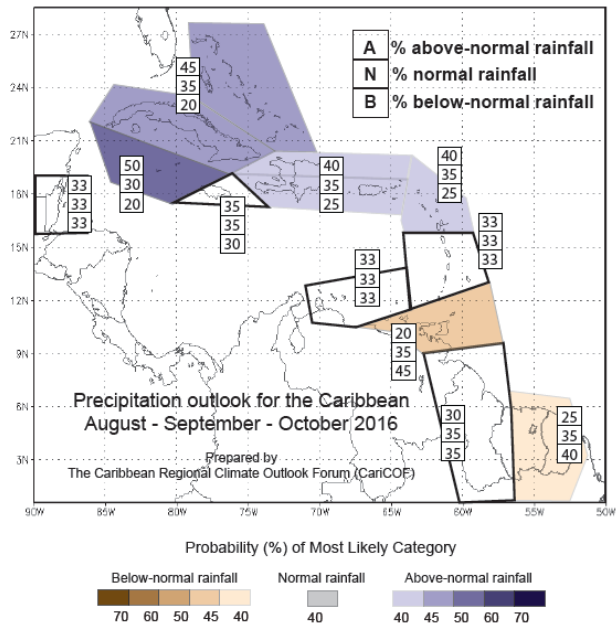 27N
24N
21N
18N
15N
12N
9N
6N
3N
A % above-normal rainfall
N % normal rainfall
B % below-normal rainfall
45
35
20
50
30
20
33
33
33
35
35
30
40
35
25
40
35
25
33
33
33
33
33
33
20
35
45
30
35
35
25
35
40
Precipitation outlook for the Caribbean
August - September - October 2016
Prepared by
The Caribbean Regional Climate Outlook Forum (CariCOF)
90W 85W 80W 75W 70W 65W 60W 55W 50W
Probability (%) of Most Likely Category
Below-normal rainfall Normal rainfall Above-normal rainfall
70 60 50 45 40 40 40 45 50 60 70